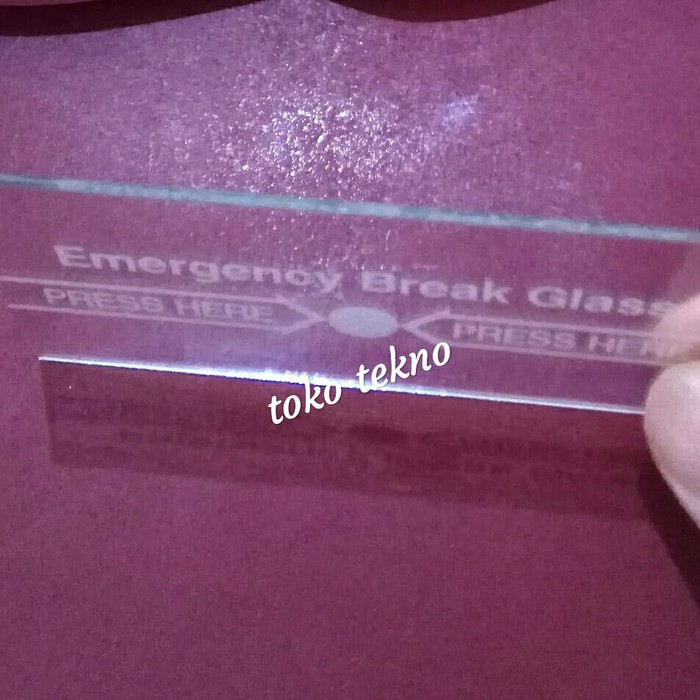 Emergency Break Glass
PRESS HERE PRESS HERE
toko tekno